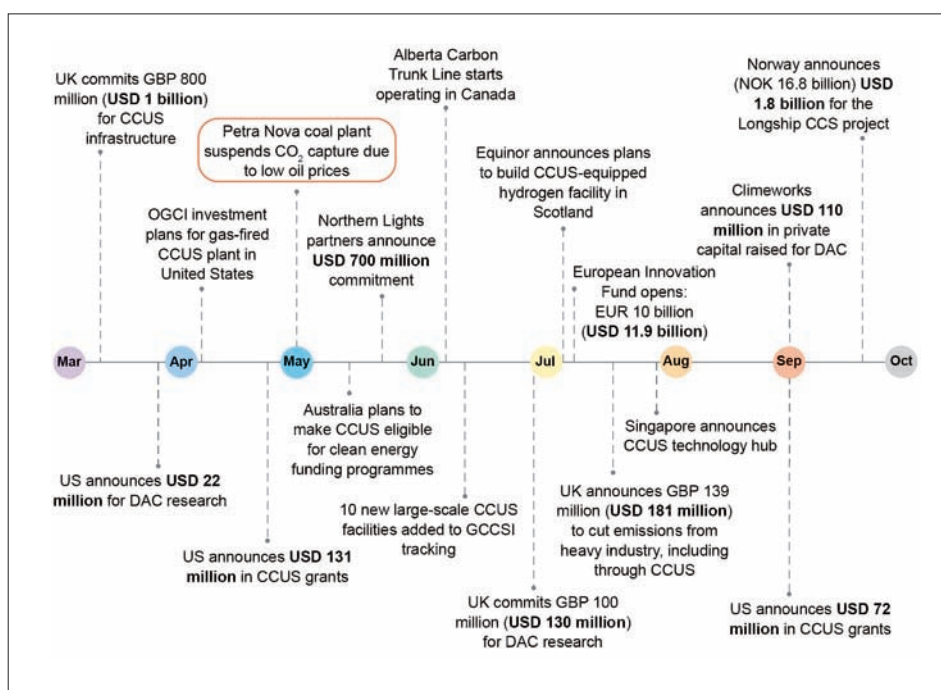 UK commits GBP 800
million (USD 1 billion)
for CCUS
infrastructure
OGCI investment
plans for gas-fired
CCUS plant in
United States
Petra Nova coal plant
suspends CO2 capture due
to low oil prices
Northern Lights
partners announce
USD 700 million
commitment
Alberta Carbon
Trunk Line starts
operating in Canada
Equinor announces plans
to build CCUS-equipped
hydrogen facility in
Scotland
European Innovation
Fund opens:
EUR 10 billion
(USD 11.9 billion)
Climeworks
announces USD 110
million in private
capital raised for DAC
Norway announces
(NOK 16.8 billion) USD
1.8 billion for the
Longship CCS project
Mar Apr May Jun Jul Aug Sep Oct
US announces USD 22
million for DAC research
US announces USD 131
million in CCUS grants
Australia plans to
make CCUS eligible
for clean energy
funding programmes
10 new large-scale CCUS
facilities added to GCCSI
tracking
UK commits GBP 100
million (USD 130 million)
for DAC research
UK announces GBP 139
million (USD 181 million)
to cut emissions from
heavy industry, including
through CCUS
Singapore announces
CCUS technology hub
US announces USD 72
million in CCUS grants